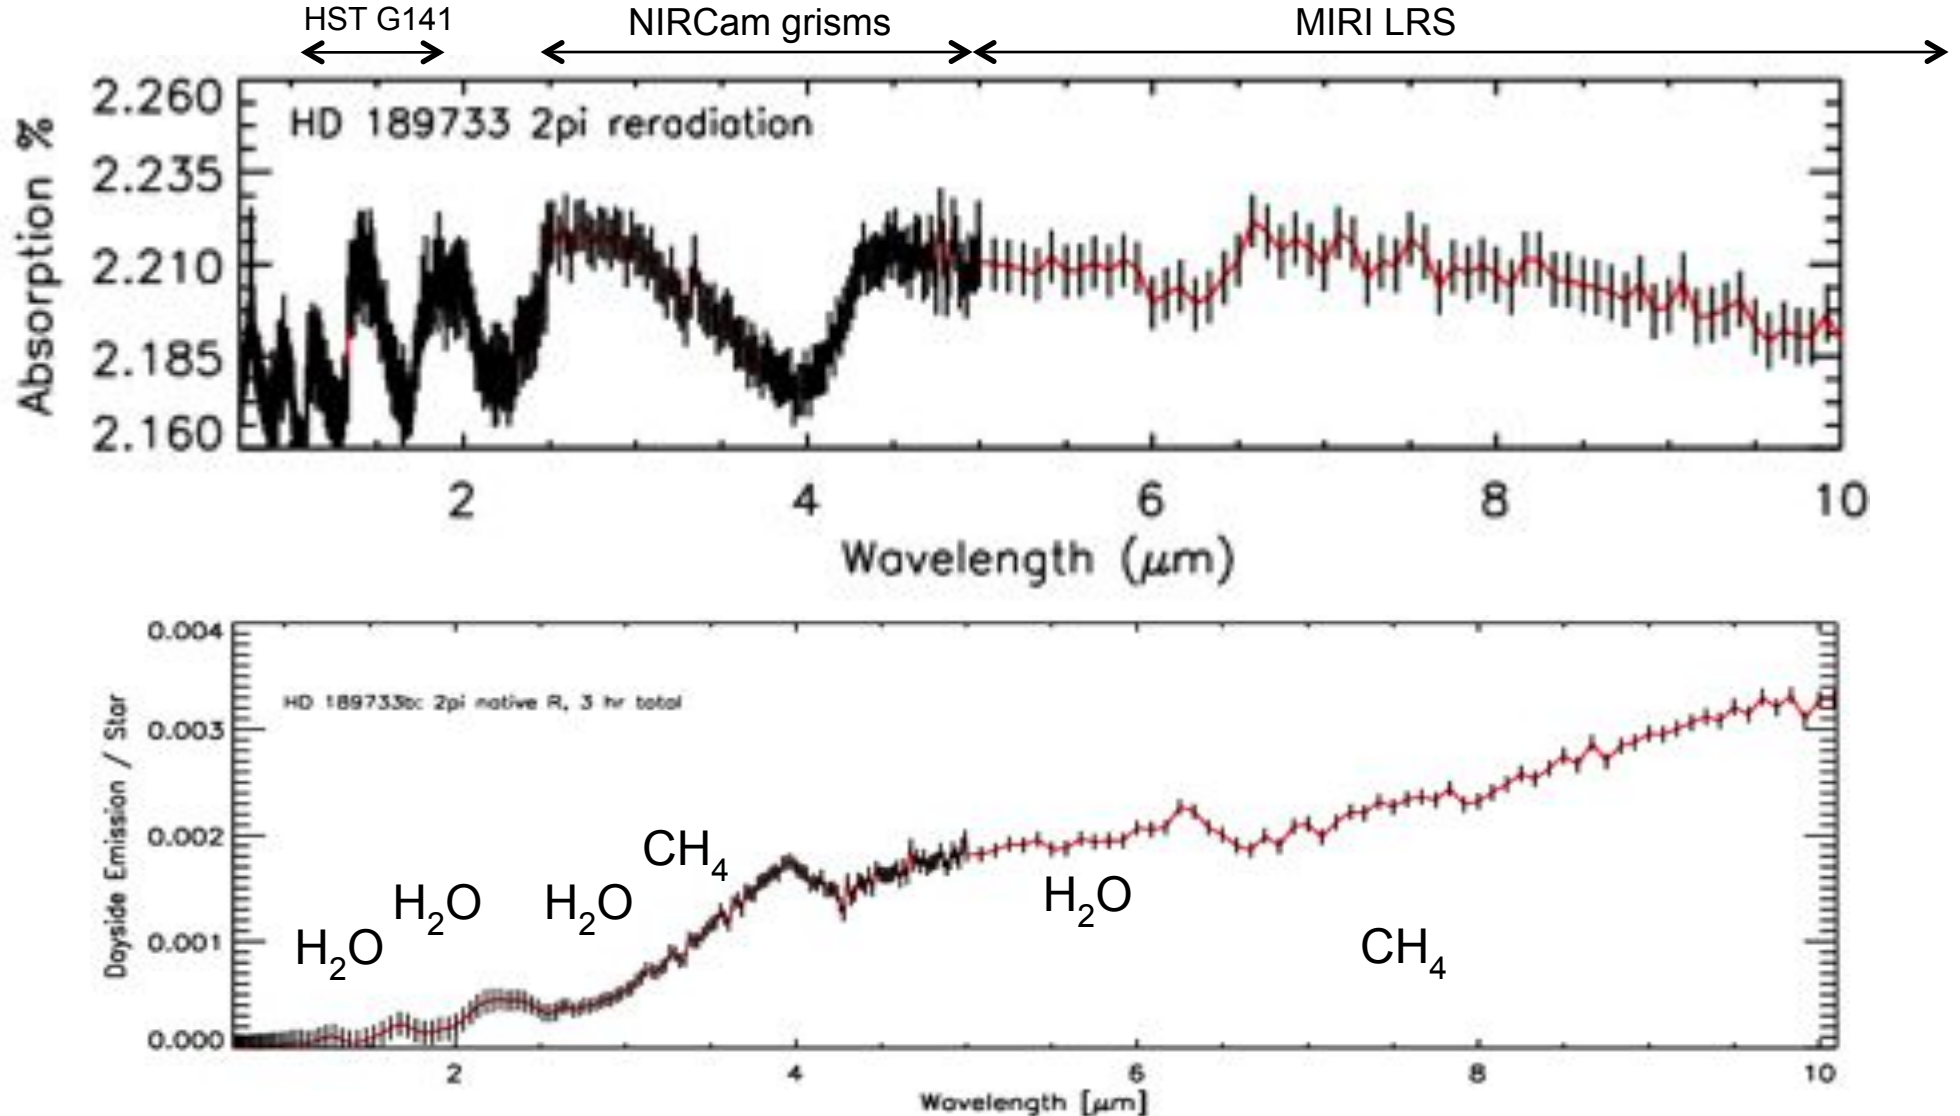 HST G141
NIRCam grisms
MIRI LRS
HD 189733 2pi reradiation
Absorption %
2.260
2.235
2.210
2.185
2.160
2 4 6 8 10
Wavelength (μm)
HD 189733b: 2pi native R, 3 hr total
Dayside Emission / Star
0.004
0.003
0.002
0.001
0.000
CH4
H2O
H2O
H2O
H2O
CH4
2 4 6 8 10
Wavelength [μm]